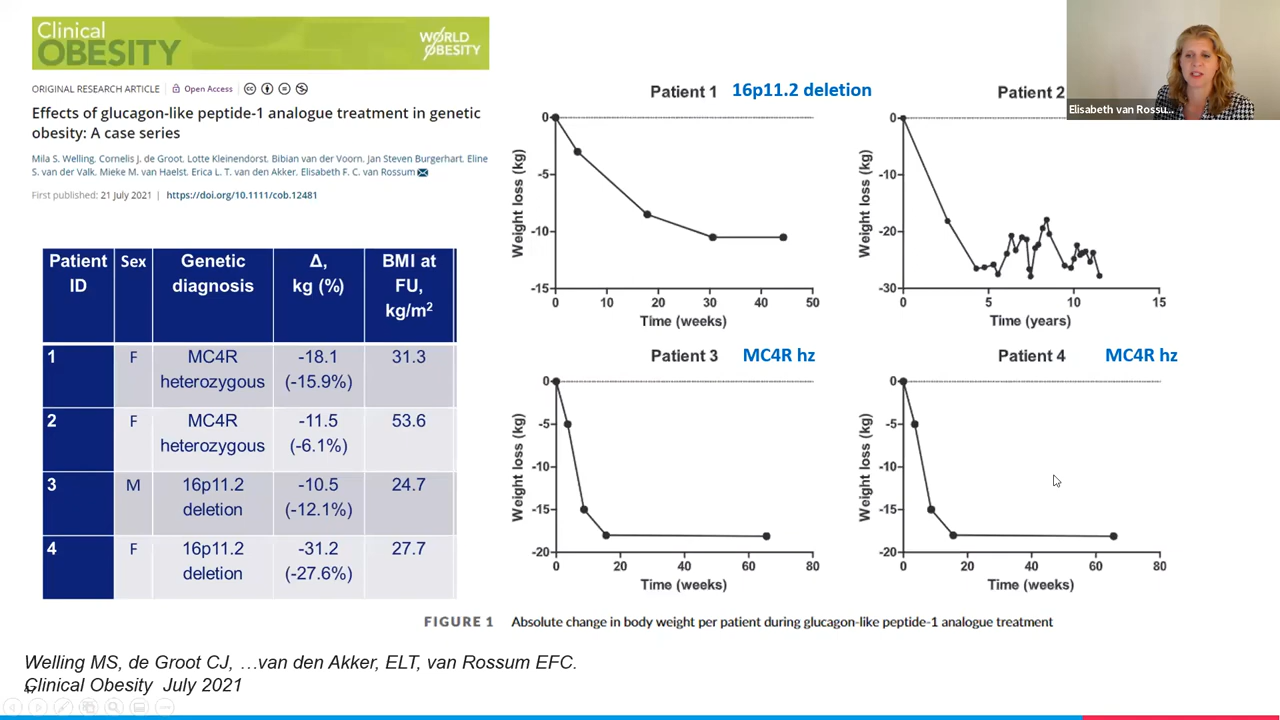 Clinical
OBESITY
WORLD
OBESITY
ORIGINAL RESEARCH ARTICLE | Open Access |
Effects of glucagon-like peptide-1 analogue treatment in genetic
obesity: A case series
Mila S. Welling, Cornelis J. de Groot, Lotte Kleinendorst, Bibian van der Voorn, Jan Steven Burgerhart, Eline
S. van der Valk, Mieke M. van Haelst, Erica L. T. van den Akker, Elisabeth F. C. van Rossum
First published: 21 July 2021 | https://doi.org/10.1111/cob.12481
Patient ID Sex Genetic diagnosis Δ, kg (%) BMI at FU, kg/m²
1 F MC4R heterozygous -18.1 (-15.9%) 31.3
2 F MC4R heterozygous -11.5 (-6.1%) 53.6
3 M 16p11.2 deletion -10.5 (-12.1%) 24.7
4 F 16p11.2 deletion -31.2 (-27.6%) 27.7
Patient 1 16p11.2 deletion
Weight loss (kg)
0
-5
-10
-15
0 10 20 30 40 50
Time (weeks)
Patient 2
Elisabeth van Rossu...
Weight loss (kg)
0
-10
-20
-30
0 5 10 15
Time (years)
Patient 3 MC4R hz
Weight loss (kg)
0
-5
-10
-15
-20
0 20 40 60 80
Time (weeks)
Patient 4 MC4R hz
Weight loss (kg)
0
-5
-10
-15
-20
0 20 40 60 80
Time (weeks)
FIGURE 1 Absolute change in body weight per patient during glucagon-like peptide-1 analogue treatment
Welling MS, de Groot CJ, …van den Akker, ELT, van Rossum EFC.
Clinical Obesity July 2021